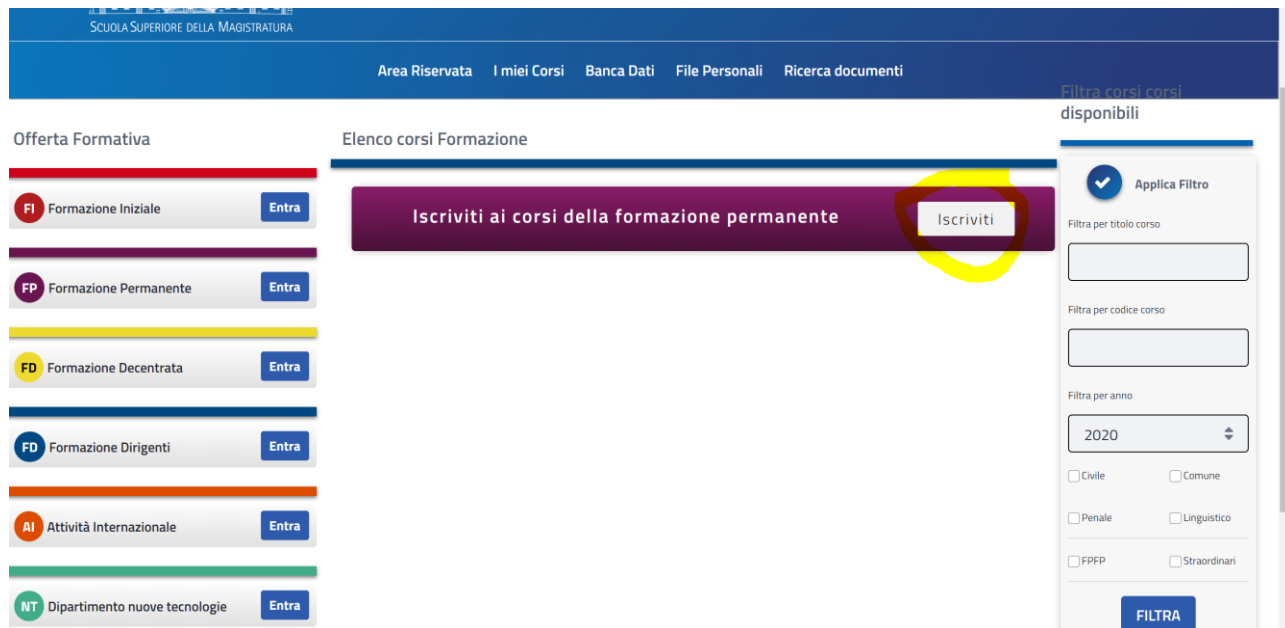 SCUOLA SUPERIORE DELLA MAGISTRATURA
Area Riservata I miei Corsi Banca Dati File Personali Ricerca documenti
Offerta Formativa
FI Formazione Iniziale Entra
FP Formazione Permanente Entra
FD Formazione Decentrata Entra
FD Formazione Dirigenti Entra
AI Attività Internazionale Entra
NT Dipartimento nuove tecnologie Entra
Elenco corsi Formazione
Iscriviti ai corsi della formazione permanente Iscriviti
Filtra corsi corsi
disponibili
Applica Filtro
Filtra per titolo corso
Filtra per codice corso
Filtra per anno
2020
Civile Comune
Penale Linguistico
FPFP Straordinari
FILTRA